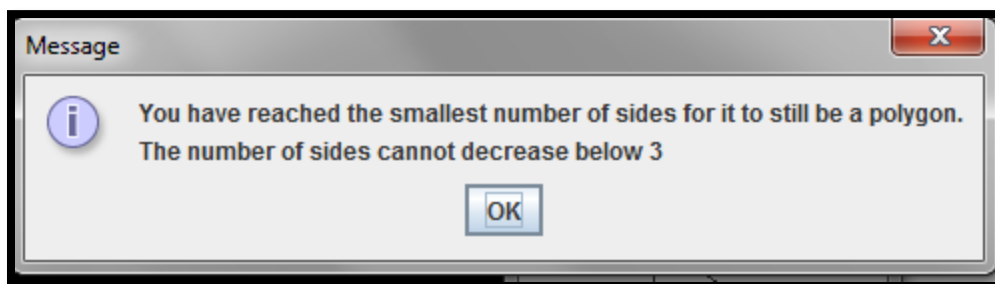 Message
You have reached the smallest number of sides for it to still be a polygon.
The number of sides cannot decrease below 3
OK